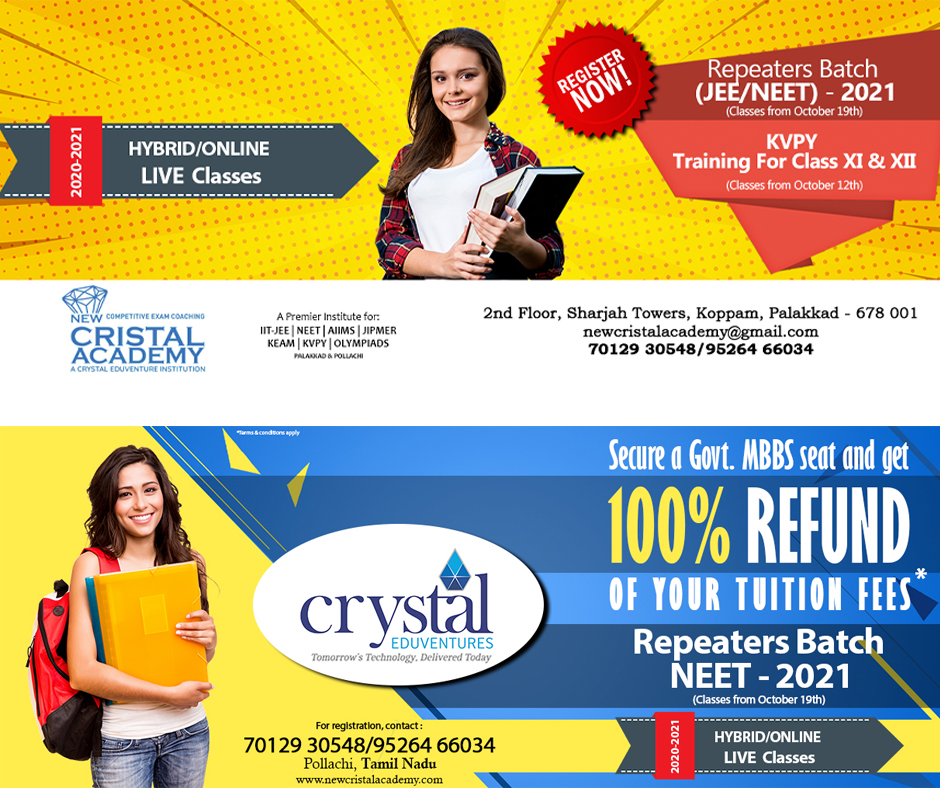 REGISTER
NOW!
Repeaters Batch
(JEE/NEET) - 2021
(Classes from October 19th)
KVPY
Training For Class XI & XII
(Classes from October 12th)
2020-2021
HYBRID/ONLINE
LIVE Classes
NEW COMPETITIVE EXAM COACHING
CRISTAL
ACADEMY
A CRYSTAL EDUVENTURE INSTITUTION
A Premier Institute for:
IIT-JEE | NEET | AIIMS | JIPMER
KEAM | KVPY | OLYMPIADS
PALAKKAD & POLLACHI
2nd Floor, Sharjah Towers, Koppam, Palakkad - 678 001
newcristalacademy@gmail.com
70129 30548/95264 66034
*Terms & conditions apply
Secure a Govt. MBBS seat and get
100% REFUND
OF YOUR TUITION FEES*
crystal
EDUVENTURES
Tomorrow's Technology, Delivered Today
Repeaters Batch
NEET - 2021
(Classes from October 19th)
For registration, contact :
70129 30548/95264 66034
Pollachi, Tamil Nadu
www.newcristalacademy.com
2020-2021
HYBRID/ONLINE
LIVE Classes